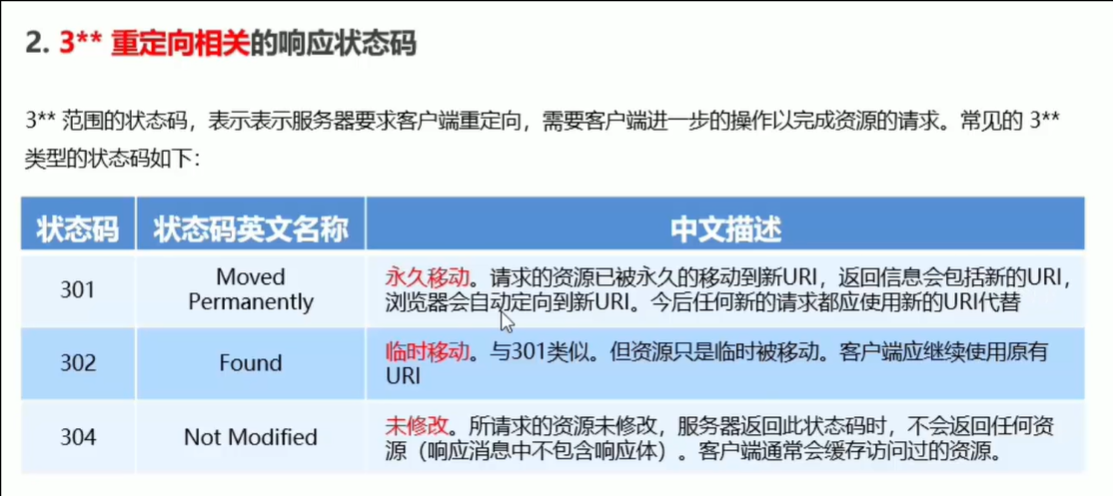 2. 3** 重定向相关的响应状态码
3** 范围的状态码，表示表示服务器要求客户端重定向，需要客户端进一步的操作以完成资源的请求。常见的 3**
类型的状态码如下：
状态码 状态码英文名称 中文描述
301 Moved Permanently 永久移动。请求的资源已被永久的移动到新URI，返回信息会包括新的URI，
浏览器会自动定向到新URI。今后任何新的请求都应使用新的URI代替
302 Found 临时移动。与301类似。但资源只是临时被移动。客户端应继续使用原有
URI
304 Not Modified 未修改。所请求的资源未修改，服务器返回此状态码时，不会返回任何资
源（响应消息中不包含响应体）。客户端通常会缓存访问过的资源。